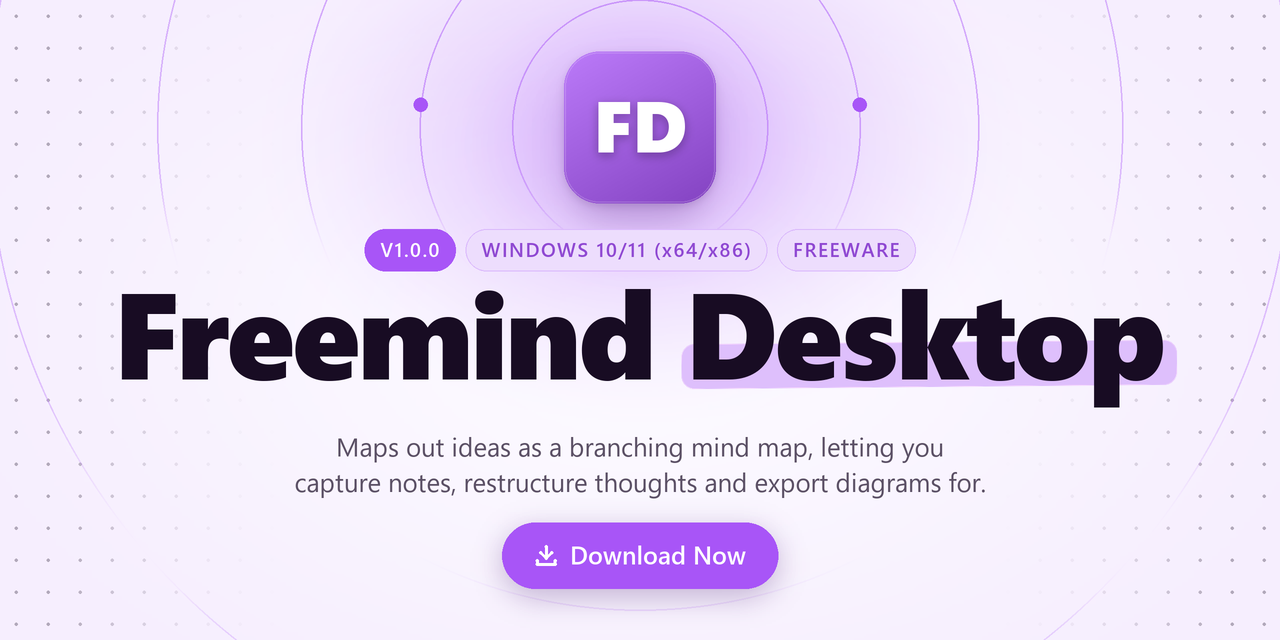 FD
V1.0.0 WINDOWS 10/11 (x64/x86) FREEWARE
Freemind Desktop
Maps out ideas as a branching mind map, letting you
capture notes, restructure thoughts and export diagrams for.
Download Now